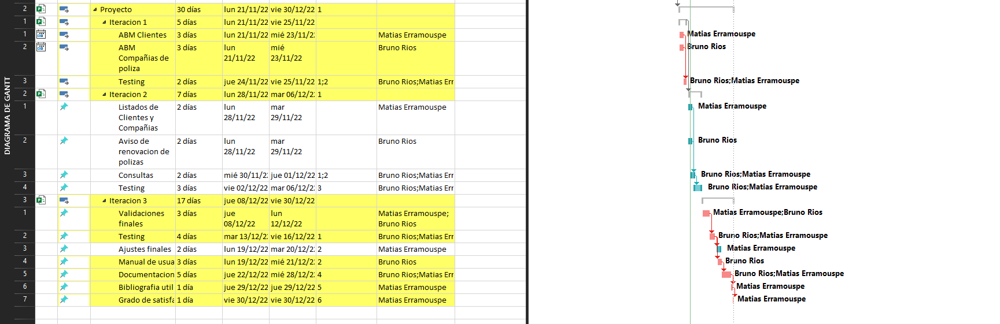 DIAGRAMA DE GANTT
2 Proyecto 30 días lun 21/11/22 vie 30/12/22 1
1 Iteracion 1 5 días lun 21/11/22 vie 25/11/22
1 ABM Clientes 3 días lun 21/11/22 mié 23/11/22 Matias Erramouspe Matias Erramouspe
2 ABM 3 días lun mié Bruno Rios Bruno Rios
Compañias de 21/11/22 23/11/22
poliza
3 Testing 2 días jue 24/11/22 vie 25/11/22 1;2 Bruno Rios;Matias Err Bruno Rios;Matias Erramouspe
2 Iteracion 2 7 días lun 28/11/22 mar 06/12/2 1
1 Listados de 2 días lun mar Matias Erramouspe Matias Erramouspe
Clientes y 28/11/22 29/11/22
Compañias
2 Aviso de 2 días lun mar Bruno Rios Bruno Rios
renovacion de 28/11/22 29/11/22
polizas
3 Consultas 2 días mié 30/11/2 jue 01/12/22 1;2 Bruno Rios;Matias Err Bruno Rios;Matias Erramouspe
4 Testing 3 días vie 02/12/22 mar 06/12/2 3 Bruno Rios;Matias Err Bruno Rios;Matias Erramouspe
3 Iteracion 3 17 días jue 08/12/22 vie 30/12/22
1 Validaciones 3 días jue lun Matias Erramouspe; Matias Erramouspe;Bruno Rios
finales 08/12/22 12/12/22 Bruno Rios
2 Testing 4 días mar 13/12/2 vie 16/12/22 1 Bruno Rios;Matias Err Bruno Rios;Matias Erramouspe
3 Ajustes finales 2 días lun 19/12/22 mar 20/12/2 2 Matias Erramouspe Matias Erramouspe
4 Manual de usua 3 días lun 19/12/22 mié 21/12/22 2 Bruno Rios Bruno Rios
5 Documentacion 5 días jue 22/12/22 mié 28/12/22 4 Bruno Rios;Matias Err Bruno Rios;Matias Erramouspe
6 Bibliografia util 1 día jue 29/12/22 jue 29/12/22 5 Matias Erramouspe Matias Erramouspe
7 Grado de satisfa 1 día vie 30/12/22 vie 30/12/22 6 Matias Erramouspe Matias Erramouspe